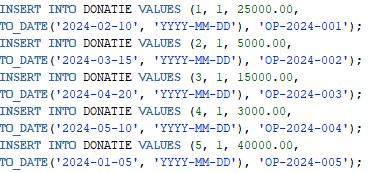 INSERT INTO DONATIE VALUES (1, 1, 25000.00,
TO_DATE('2024-02-10', 'YYYY-MM-DD'), 'OP-2024-001');
INSERT INTO DONATIE VALUES (2, 1, 5000.00,
TO_DATE('2024-03-15', 'YYYY-MM-DD'), 'OP-2024-002');
INSERT INTO DONATIE VALUES (3, 1, 15000.00,
TO_DATE('2024-04-20', 'YYYY-MM-DD'), 'OP-2024-003');
INSERT INTO DONATIE VALUES (4, 1, 3000.00,
TO_DATE('2024-05-10', 'YYYY-MM-DD'), 'OP-2024-004');
INSERT INTO DONATIE VALUES (5, 1, 40000.00,
TO_DATE('2024-01-05', 'YYYY-MM-DD'), 'OP-2024-005');